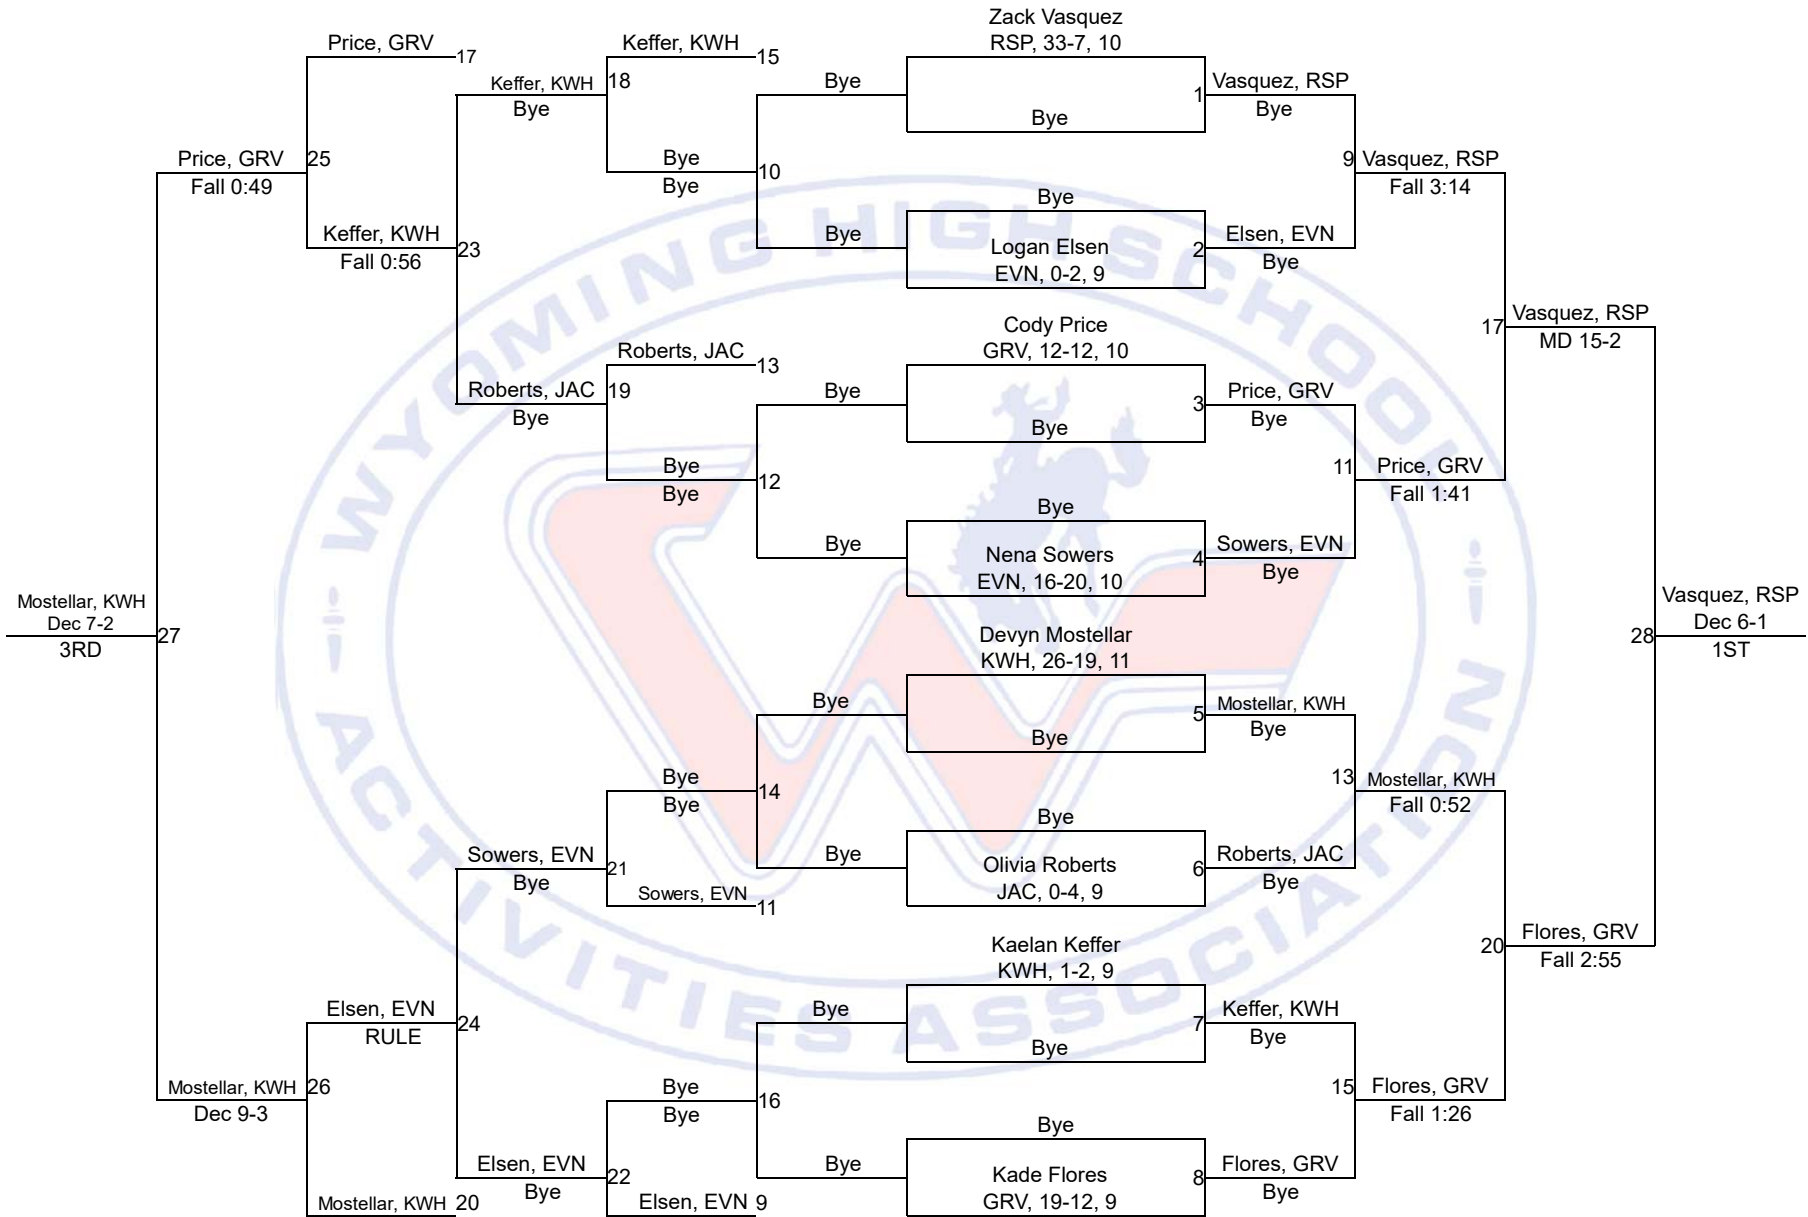 Zack Vasquez
RSP, 33-7, 10
Price, GRV
17
Keffer, KWH
15
Keffer, KWH
18
Bye
Bye
Vasquez, RSP
1
Bye
Bye
Price, GRV
25
Fall 0:49
Bye
10
Bye
9
Vasquez, RSP
Fall 3:14
Bye
Keffer, KWH
23
Fall 0:56
Bye
Logan Elsen
EVN, 0-2, 9
2
Elsen, EVN
Bye
Cody Price
GRV, 12-12, 10
17
Vasquez, RSP
MD 15-2
Roberts, JAC
13
Roberts, JAC
19
Bye
Bye
3
Price, GRV
Bye
Bye
Bye
12
Bye
11
Price, GRV
Fall 1:41
Bye
Bye
Nena Sowers
EVN, 16-20, 10
4
Sowers, EVN
Bye
Mostellar, KWH
Dec 7-2
27
3RD
Vasquez, RSP
Dec 6-1
28
1ST
Devyn Mostellar
KWH, 26-19, 11
Bye
5
Mostellar, KWH
Bye
Bye
Bye
14
Bye
13
Mostellar, KWH
Fall 0:52
Bye
Sowers, EVN
21
Bye
Bye
Olivia Roberts
JAC, 0-4, 9
6
Roberts, JAC
Bye
Sowers, EVN
11
Kaelan Keffer
KWH, 1-2, 9
20
Flores, GRV
Fall 2:55
Elsen, EVN
24
RULE
Bye
7
Keffer, KWH
Bye
Bye
Mostellar, KWH
26
Dec 9-3
Bye
16
Bye
15
Flores, GRV
Fall 1:26
Bye
Elsen, EVN
22
Bye
Bye
Kade Flores
GRV, 19-12, 9
8
Flores, GRV
Bye
Mostellar, KWH
20
Elsen, EVN
9
WYOMING HIGH SCHOOL
ACTIVITIES ASSOCIATION